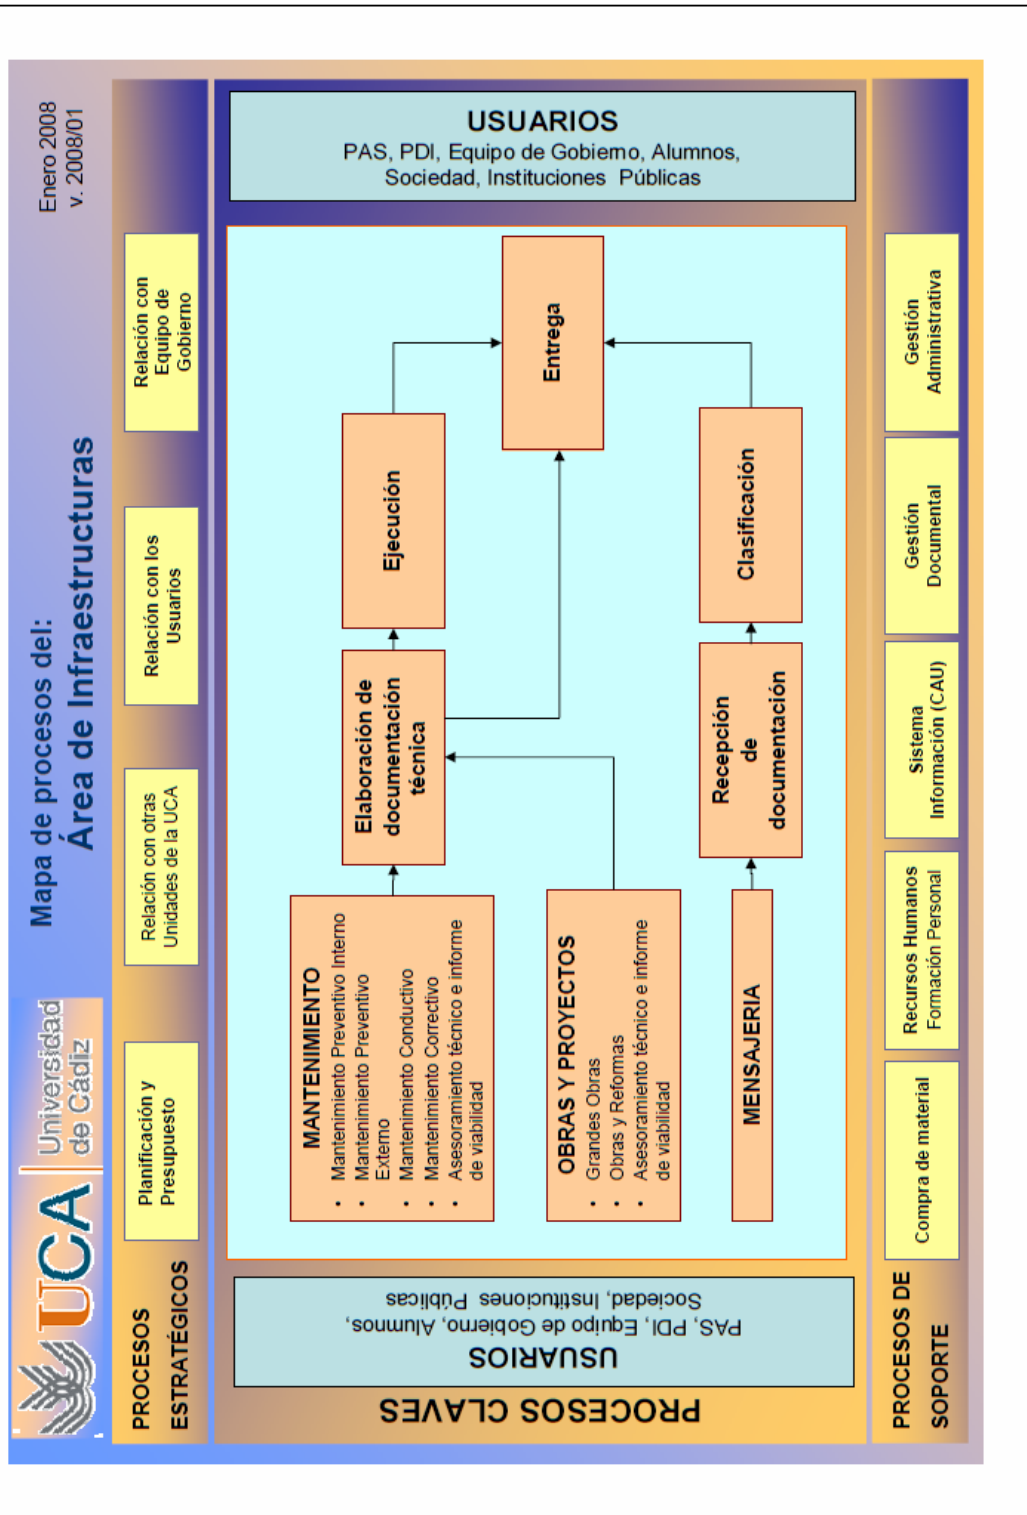 UCA
Universidad
de Cádiz
Mapa de procesos del:
Área de Infraestructuras
Enero 2008
v. 2008/01
PROCESOS
ESTRATÉGICOS
Planificación y
Presupuesto
Relación con otras
Unidades de la UCA
Relación con los
Usuarios
Relación con
Equipo de
Gobierno
PROCESOS CLAVES
USUARIOS
PAS, PDI, Equipo de Gobierno, Alumnos,
Sociedad, Instituciones Públicas
MANTENIMIENTO
• Mantenimiento Preventivo Interno
• Mantenimiento Preventivo
Externo
• Mantenimiento Conductivo
• Mantenimiento Correctivo
• Asesoramiento técnico e informe
de viabilidad
OBRAS Y PROYECTOS
• Grandes Obras
• Obras y Reformas
• Asesoramiento técnico e informe
de viabilidad
MENSAJERIA
Elaboración de
documentación
técnica
Recepción
de
documentación
Ejecución
Clasificación
Entrega
USUARIOS
PAS, PDI, Equipo de Gobierno, Alumnos,
Sociedad, Instituciones Públicas
PROCESOS DE
SOPORTE
Compra de material
Recursos Humanos
Formación Personal
Sistema
Información (CAU)
Gestión
Documental
Gestión
Administrativa